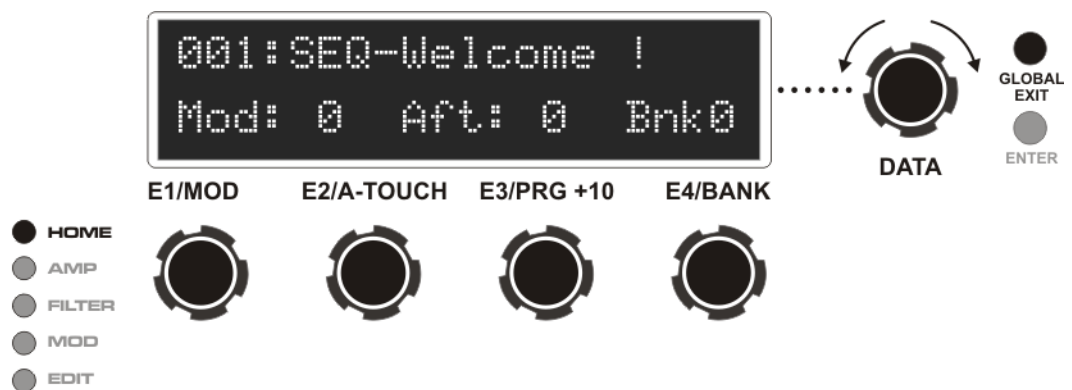 001:SEQ-Welcome !
Mod: 0 Aft: 0 Bnk0
GLOBAL
EXIT
ENTER
DATA
E1/MOD E2/A-TOUCH E3/PRG +10 E4/BANK
HOME
AMP
FILTER
MOD
EDIT